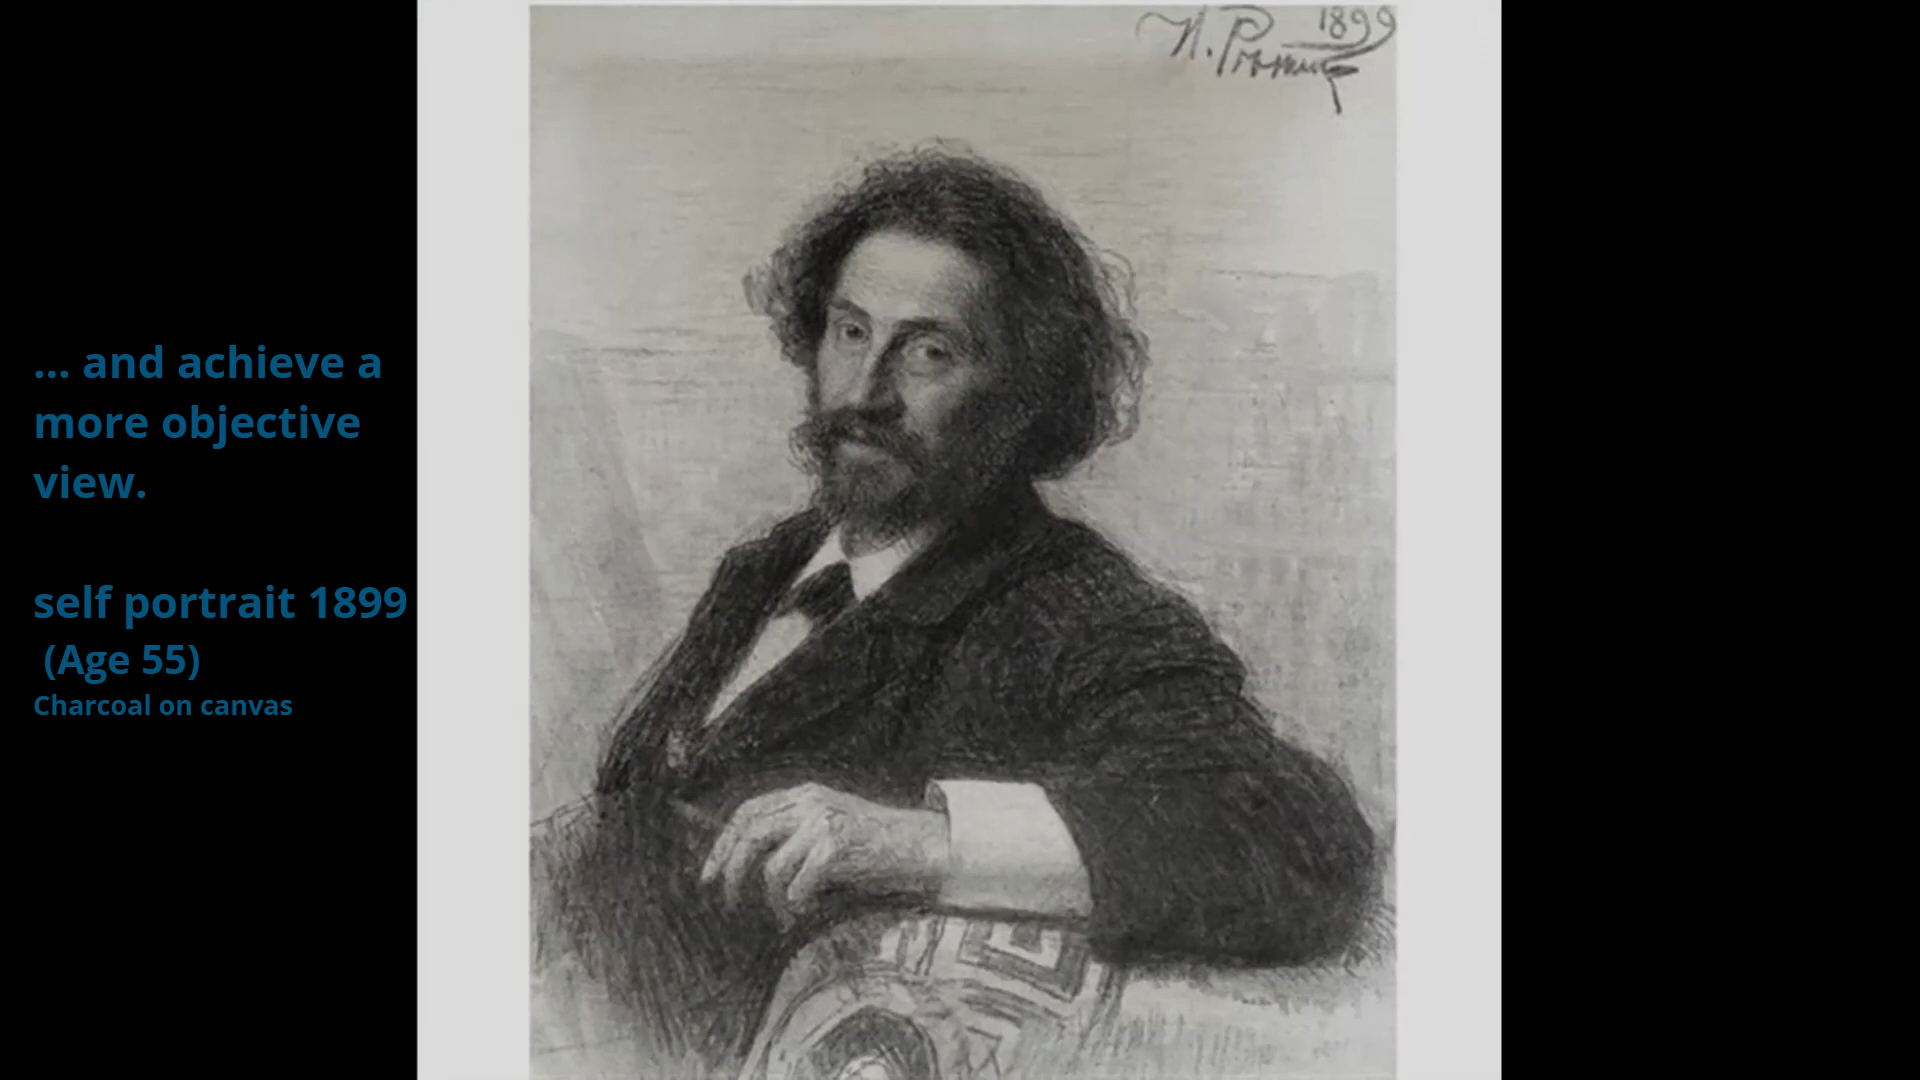 ... and achieve a
more objective
view.
self portrait 1899
(Age 55)
Charcoal on canvas
1899